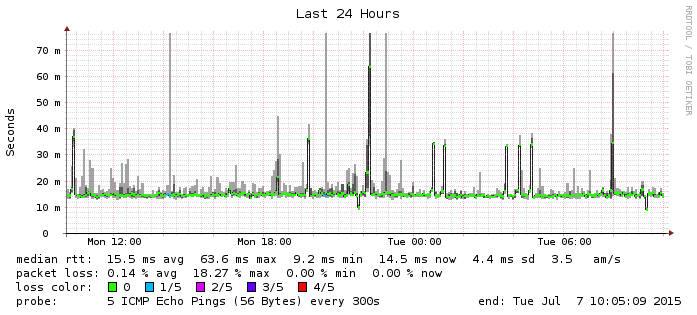 Last 24 Hours
RRDTOOL / TOBI OETIKER
Seconds
70 m
60 m
50 m
40 m
30 m
20 m
10 m
0
Mon 12:00 Mon 18:00 Tue 00:00 Tue 06:00
median rtt: 15.5 ms avg 63.6 ms max 9.2 ms min 14.5 ms now 4.4 ms sd 3.5 am/s
packet loss: 0.14 % avg 18.27 % max 0.00 % min 0.00 % now
loss color: 0 1/5 2/5 3/5 4/5
probe: 5 ICMP Echo Pings (56 Bytes) every 300s end: Tue Jul 7 10:05:09 2015